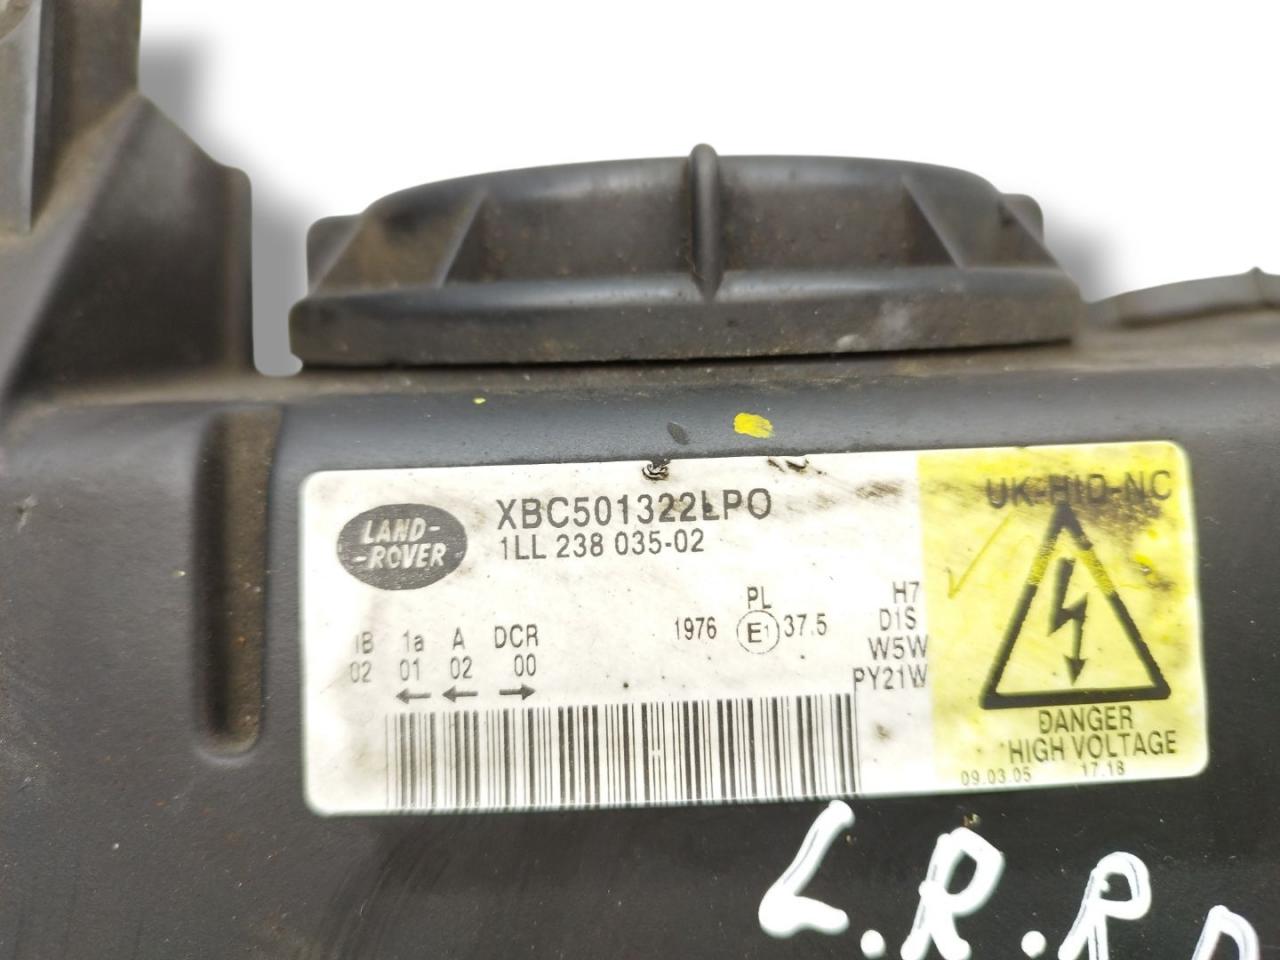 LAND-
-ROVER
XBC501322LPO
1LL 238 035-02
UK-HID-NC
IB 1a A DCR
02 01 02 00
1976 E1 37.5
PL
H7
D1S
W5W
PY21W
DANGER
HIGH VOLTAGE
09.03.05 17.18
L.R.R